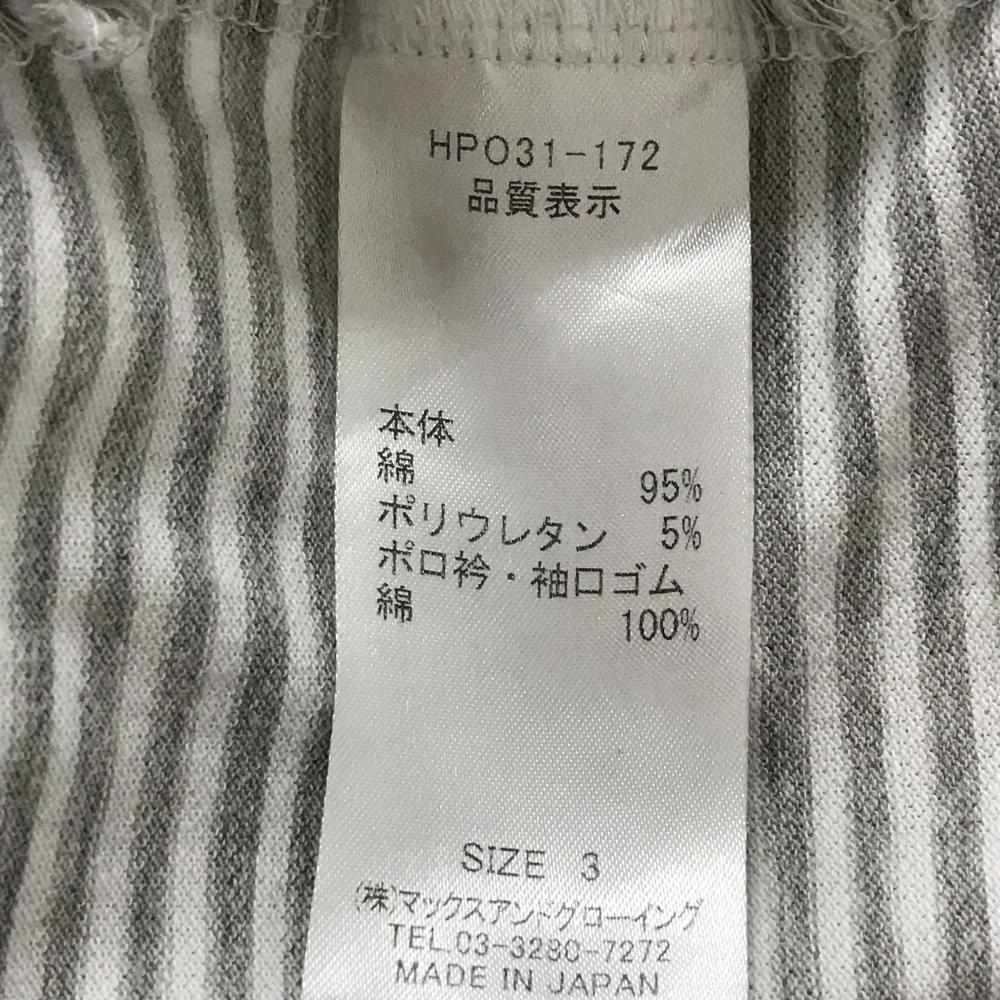 HPO31-172
品質表示
本体
綿 95%
ポリウレタン 5%
ポロ衿・袖口ゴム
綿 100%
SIZE 3
(株)マックスアンドグローイング
TEL.03-3280-7272
MADE IN JAPAN